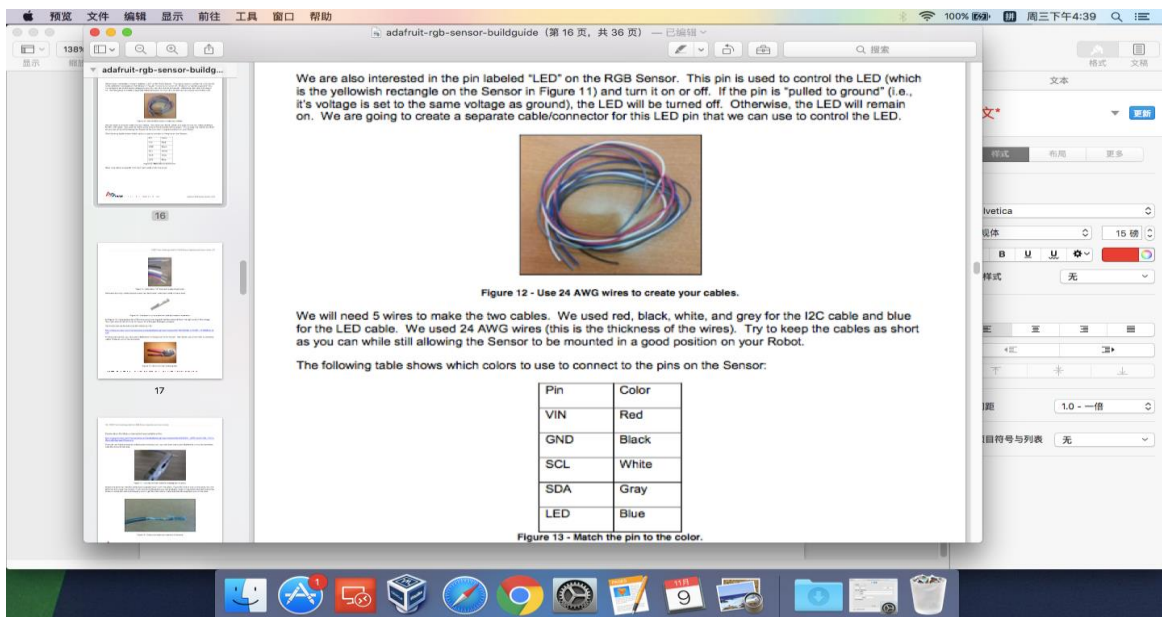 预览 文件 编辑 显示 前往 工具 窗口 帮助
100%
周三下午4:39
adafruit-rgb-sensor-buildguide（第 16 页，共 36 页） — 已编辑
搜索
138%
显示
格式 文稿
adafruit-rgb-sensor-buildg...
16
17
We are also interested in the pin labeled "LED" on the RGB Sensor. This pin is used to control the LED (which
is the yellowish rectangle on the Sensor in Figure 11) and turn it on or off. If the pin is "pulled to ground" (i.e.,
it's voltage is set to the same voltage as ground), the LED will be turned off. Otherwise, the LED will remain
on. We are going to create a separate cable/connector for this LED pin that we can use to control the LED.
Figure 12 - Use 24 AWG wires to create your cables.
We will need 5 wires to make the two cables. We used red, black, white, and grey for the I2C cable and blue
for the LED cable. We used 24 AWG wires (this is the thickness of the wires). Try to keep the cables as short
as you can while still allowing the Sensor to be mounted in a good position on your Robot.
The following table shows which colors to use to connect to the pins on the Sensor:
Pin Color
VIN Red
GND Black
SCL White
SDA Gray
LED Blue
Figure 13 - Match the pin to the color.
文本
文*
更新
样式 布局 更多
lvetica
15 磅
B U U
样式 无
1.0 - 一倍
目符号与列表 无
1
11月
9